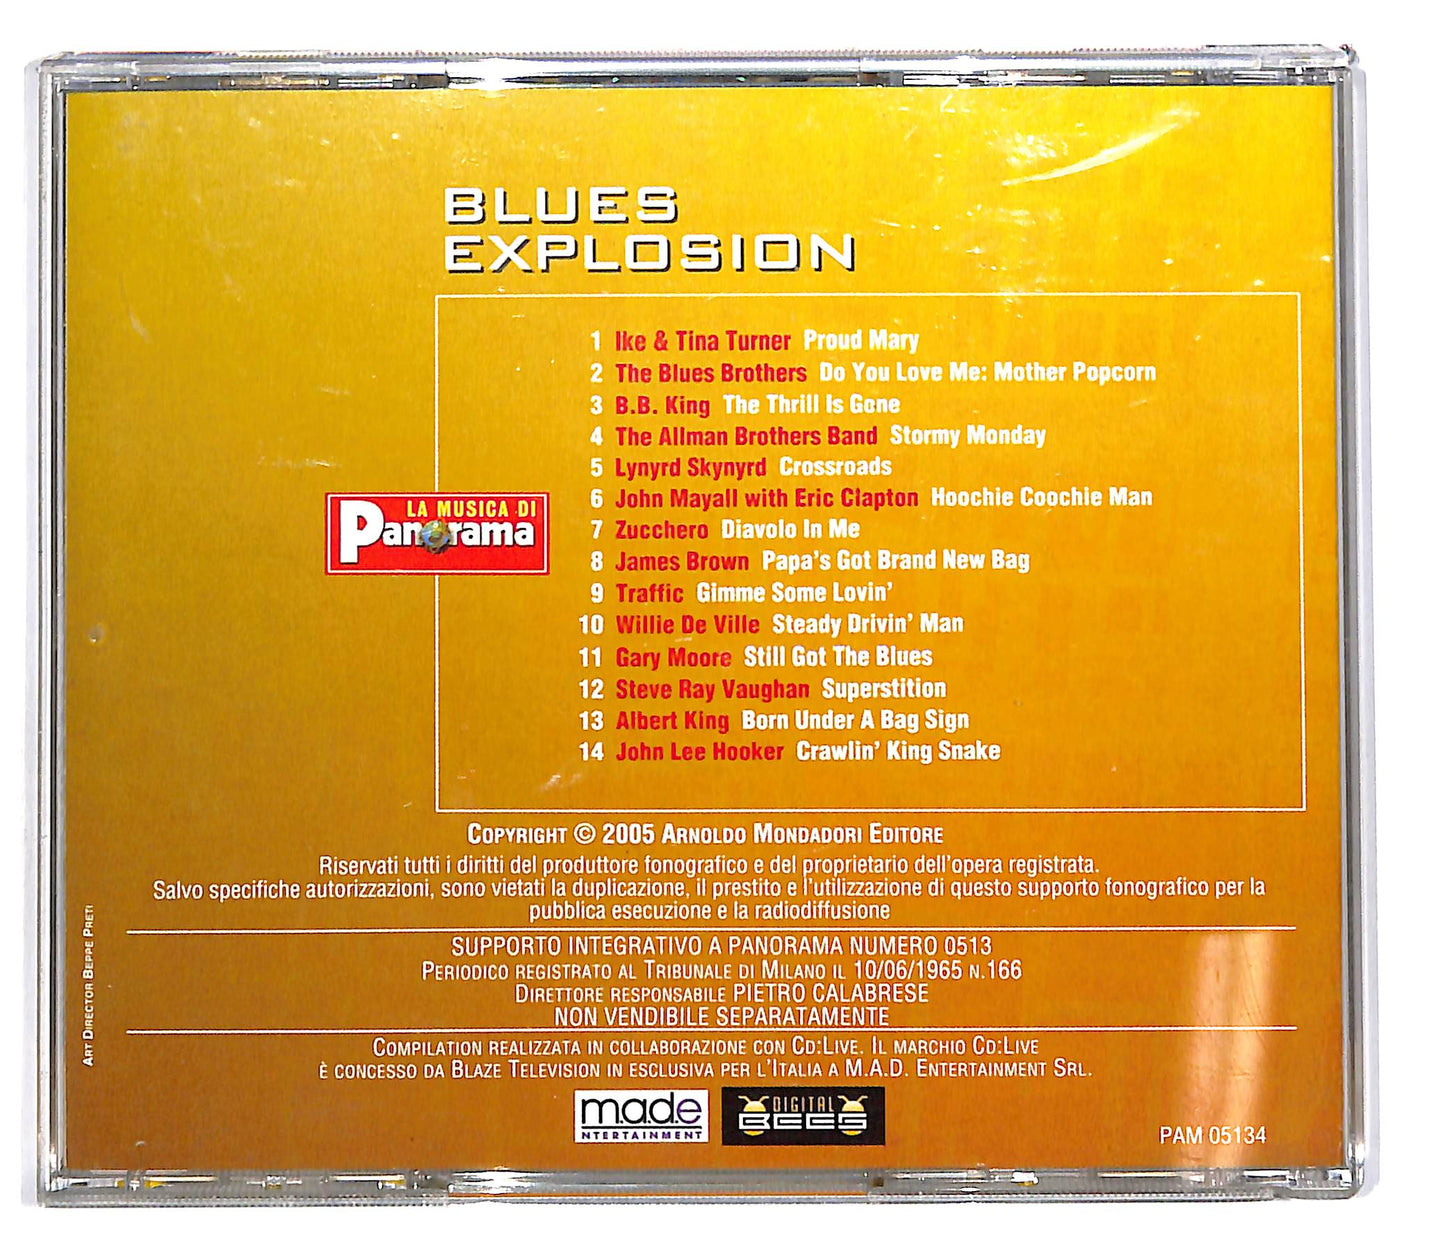 BLUES
EXPLOSION
1 Ike & Tina Turner Proud Mary
2 The Blues Brothers Do You Love Me: Mother Popcorn
3 B.B. King The Thrill Is Gone
4 The Allman Brothers Band Stormy Monday
5 Lynyrd Skynyrd Crossroads
6 John Mayall with Eric Clapton Hoochie Coochie Man
7 Zucchero Diavolo In Me
8 James Brown Papa's Got Brand New Bag
9 Traffic Gimme Some Lovin'
10 Willie De Ville Steady Drivin' Man
11 Gary Moore Still Got The Blues
12 Steve Ray Vaughan Superstition
13 Albert King Born Under A Bag Sign
14 John Lee Hooker Crawlin' King Snake
LA MUSICA DI
Panorama
COPYRIGHT © 2005 ARNOLDO MONDADORI EDITORE
Riservati tutti i diritti del produttore fonografico e del proprietario dell'opera registrata.
Salvo specifiche autorizzazioni, sono vietati la duplicazione, il prestito e l'utilizzazione di questo supporto fonografico per la
pubblica esecuzione e la radiodiffusione
SUPPORTO INTEGRATIVO A PANORAMA NUMERO 0513
PERIODICO REGISTRATO AL TRIBUNALE DI MILANO IL 10/06/1965 N.166
DIRETTORE RESPONSABILE PIETRO CALABRESE
NON VENDIBILE SEPARATAMENTE
COMPILATION REALIZZATA IN COLLABORAZIONE CON CD:LIVE. IL MARCHIO CD:LIVE
È CONCESSO DA BLAZE TELEVISION IN ESCLUSIVA PER L'ITALIA A M.A.D. ENTERTAINMENT SRL.
m.a.d.e
NTERTAINMENT
DIGITAL
BEES
PAM 05134
ART DIRECTOR BEPPE PRETI